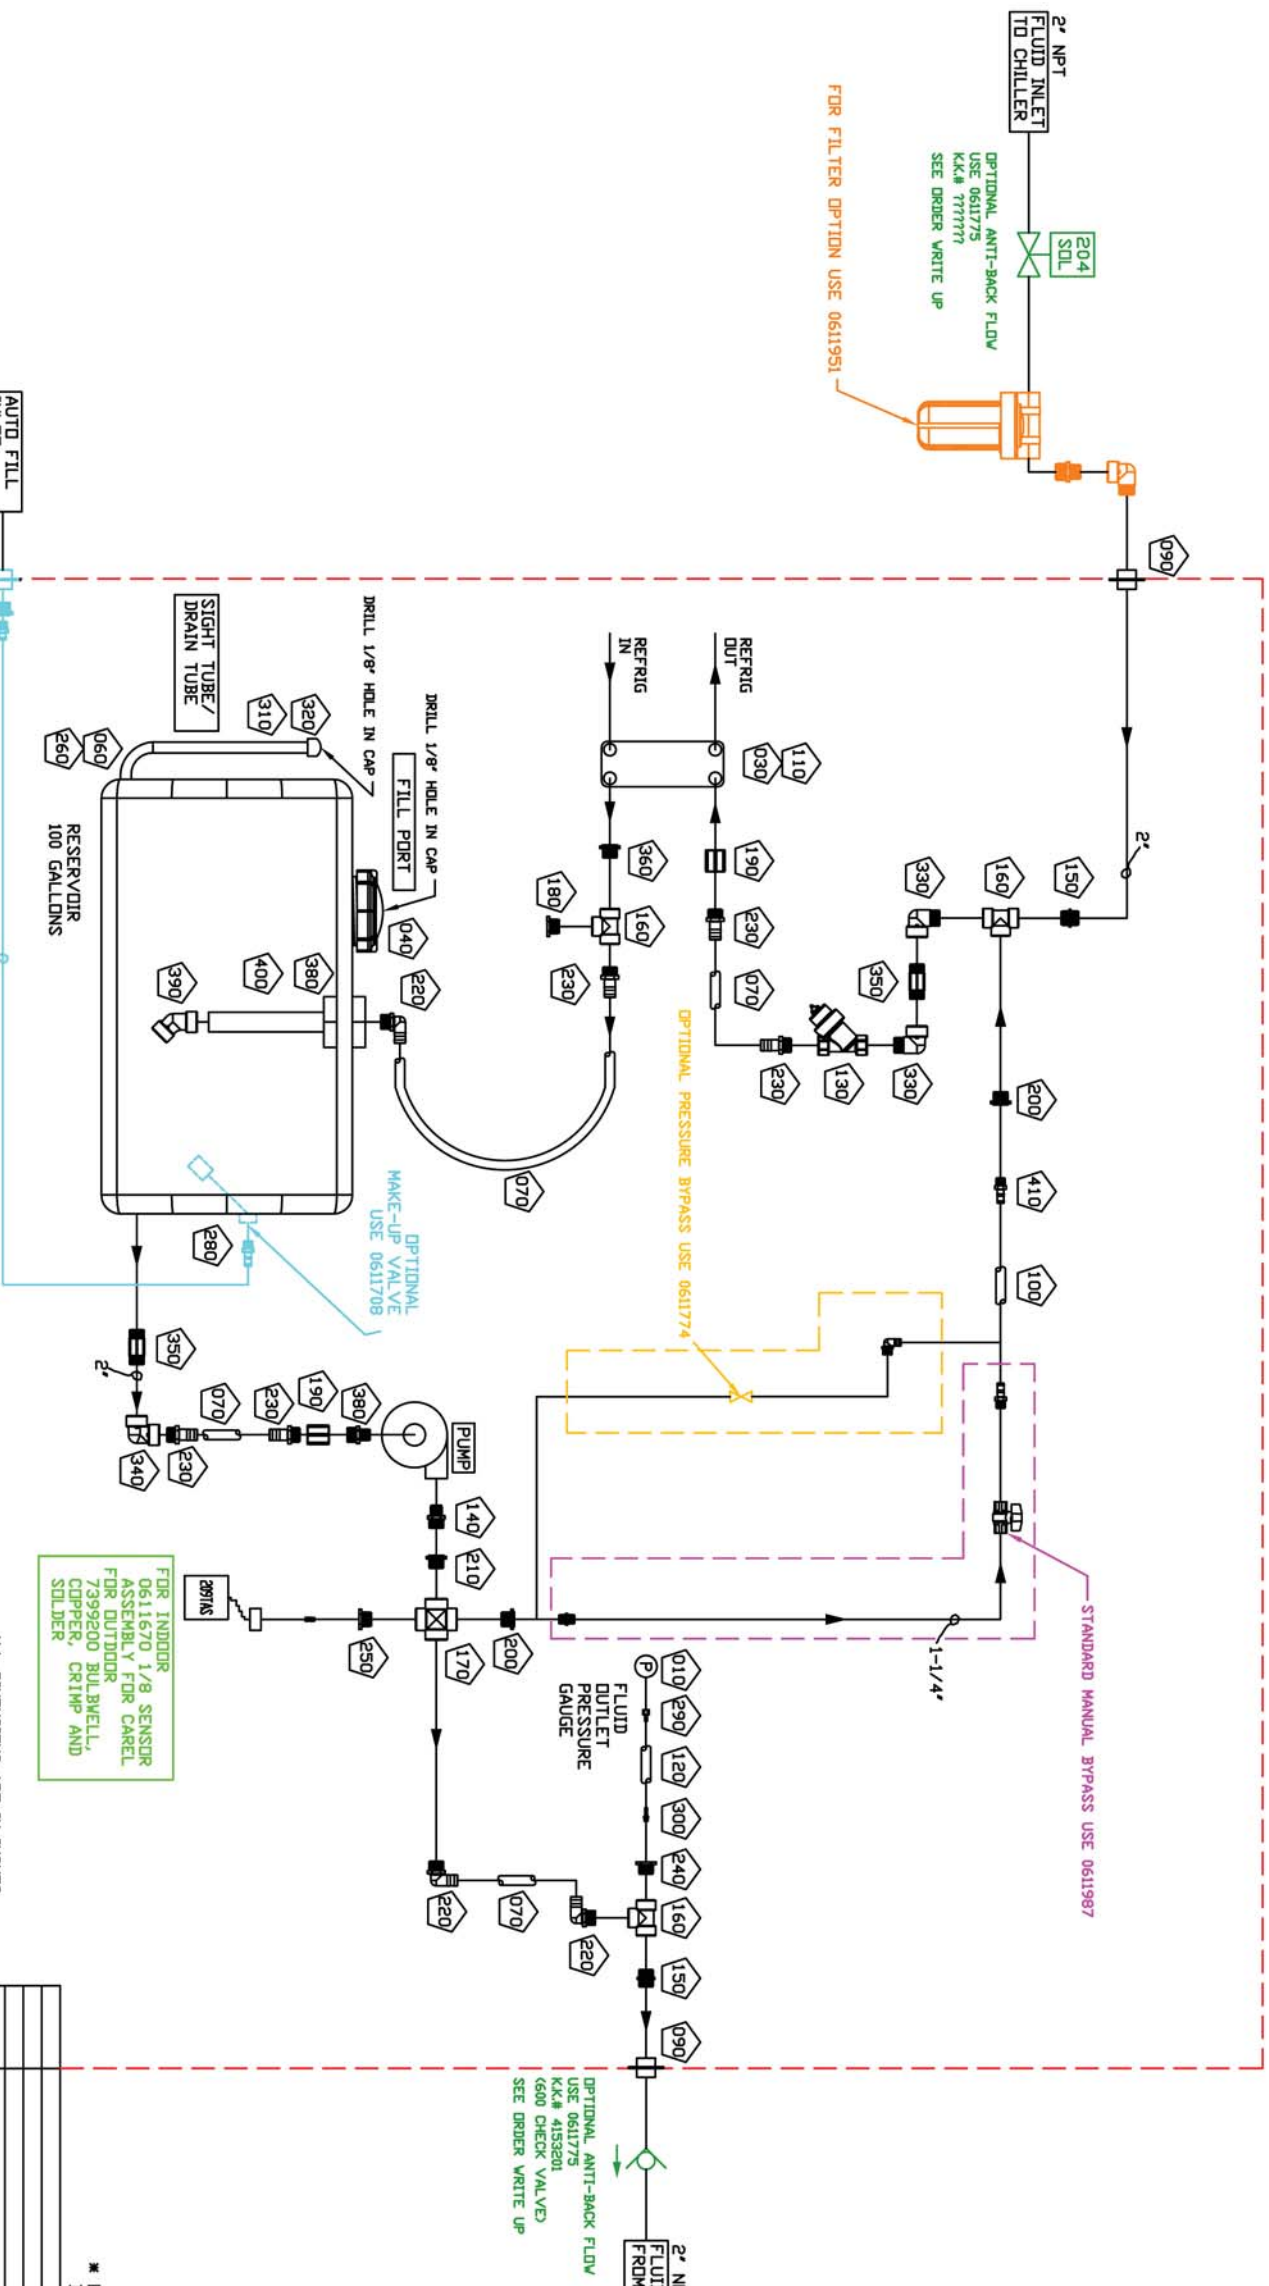 2" NPT
FLUID INLET
TO CHILLER
OPTIONAL ANTI-BACK FLOW
USE 0611775
K.K.# ???????
SEE ORDER WRITE UP
204
SOL
FOR FILTER OPTION USE 0611951
090
2"
150
160
330
350
330
130
230
070
230
190
110
030
REFRIG
OUT
REFRIG
IN
360
160
180
230
070
200
410
100
OPTIONAL PRESSURE BYPASS USE 0611774
STANDARD MANUAL BYPASS USE 0611987
1-1/4"
AUTO FILL
SIGHT TUBE/
DRAIN TUBE
DRILL 1/8" HOLE IN CAP
320
310
060
260
DRILL 1/8" HOLE IN CAP
FILL PORT
040
220
380
400
390
RESERVOIR
100 GALLONS
280
OPTIONAL
MAKE-UP VALVE
USE 0611708
350
2"
340
230
070
230
190
380
PUMP
140
210
170
200
250
209TAS
FOR INDOOR
0611670 1/8 SENSOR
ASSEMBLY FOR CAREL
FOR OUTDOOR
7399200 BULBWELL,
COPPER, CRIMP AND
SOLDER
P
010
290
120
300
240
160
150
090
FLUID
OUTLET
PRESSURE
GAUGE
220
070
220
OPTIONAL ANTI-BACK FLOW
USE 0611775
K.K.# 4153201
(600 CHECK VALVE)
SEE ORDER WRITE UP
2"
FLUID
FROM
*